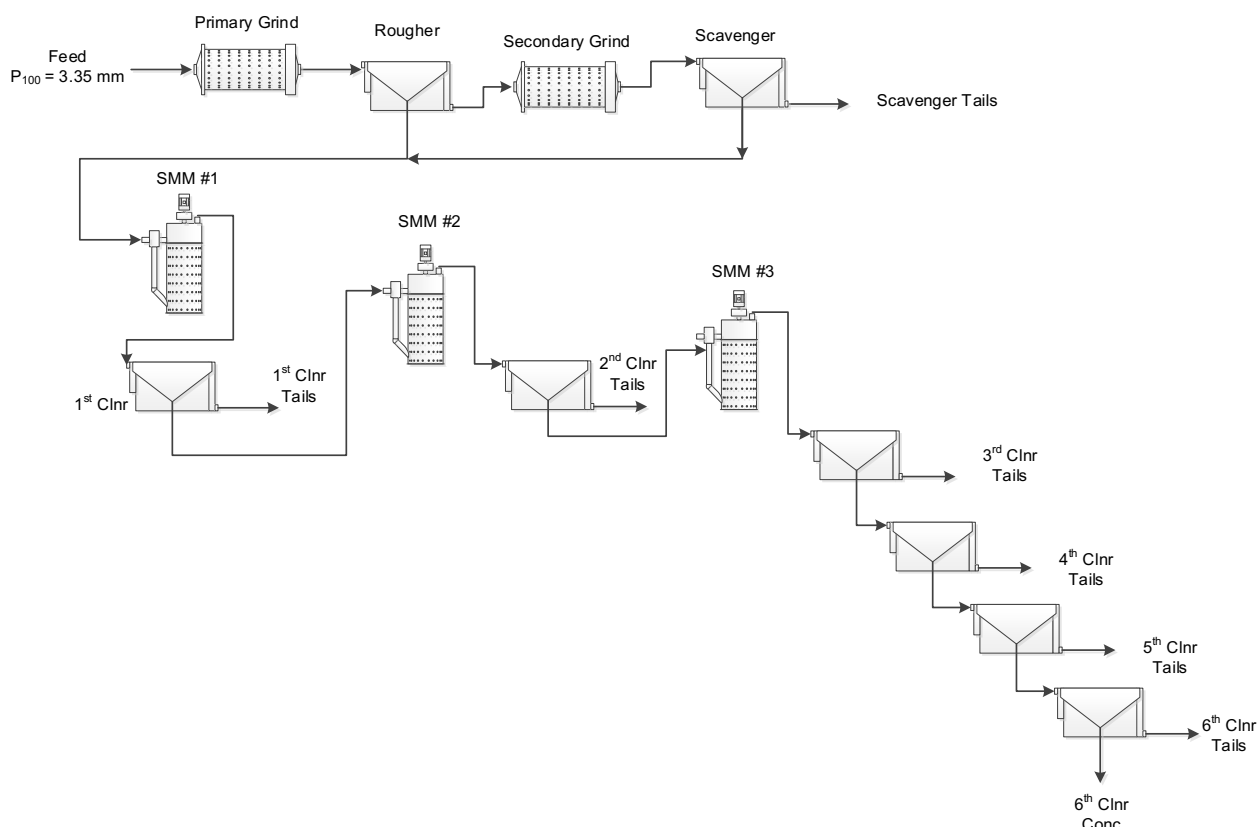 Primary Grind
Rougher
Secondary Grind
Scavenger
Feed
P100 = 3.35 mm
Scavenger Tails
SMM #1
SMM #2
SMM #3
1st Clnr
1st Clnr
Tails
2nd Clnr
Tails
3rd Clnr
Tails
4th Clnr
Tails
5th Clnr
Tails
6th Clnr
Tails
6th Clnr
Conc